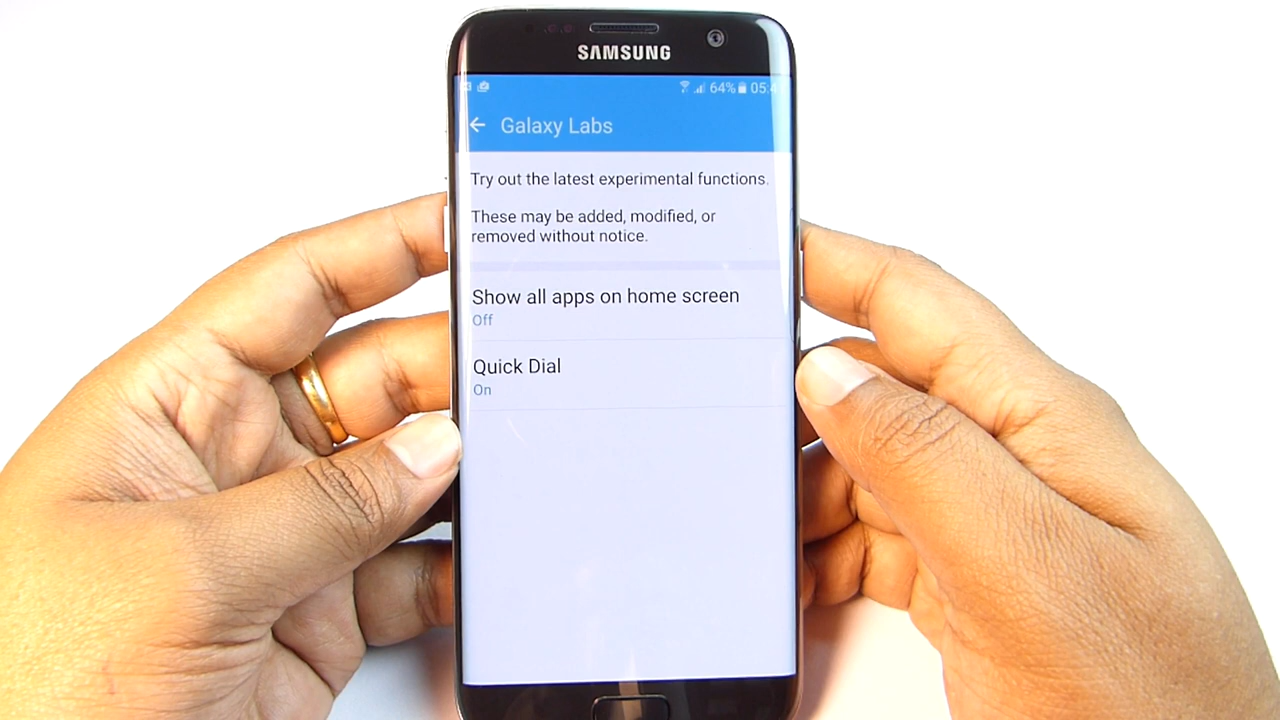 SAMSUNG
64% 05:4
Galaxy Labs
Try out the latest experimental functions.
These may be added, modified, or
removed without notice.
Show all apps on home screen
Off
Quick Dial
On